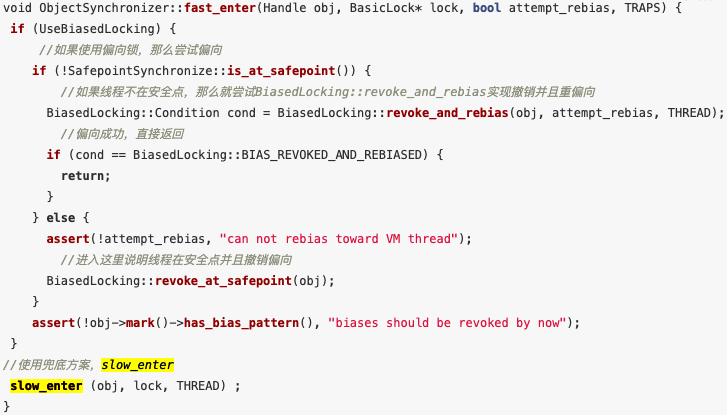 void ObjectSynchronizer::fast_enter(Handle obj, BasicLock* lock, bool attempt_rebias, TRAPS) {
 if (UseBiasedLocking) {
     //如果使用偏向锁，那么尝试偏向
    if (!SafepointSynchronize::is_at_safepoint()) {
        //如果线程不在安全点，那么就尝试BiasedLocking::revoke_and_rebias实现撤销并且重偏向
      BiasedLocking::Condition cond = BiasedLocking::revoke_and_rebias(obj, attempt_rebias, THREAD);
        //偏向成功，直接返回
      if (cond == BiasedLocking::BIAS_REVOKED_AND_REBIASED) {
        return;
      }
    } else {
      assert(!attempt_rebias, "can not rebias toward VM thread");
        //进入这里说明线程在安全点并且撤销偏向
      BiasedLocking::revoke_at_safepoint(obj);
    }
    assert(!obj->mark()->has_bias_pattern(), "biases should be revoked by now");
 }
//使用兜底方案，slow_enter
 slow_enter (obj, lock, THREAD) ;
}